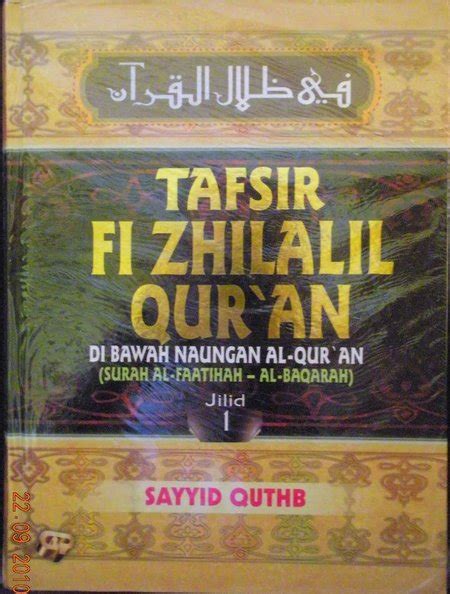 في ظلال القرآن
TAFSIR
FI ZHILALIL
QUR`AN
DI BAWAH NAUNGAN AL-QUR`AN
(SURAH AL-FAATIHAH – AL-BAQARAH)
Jilid
1
SAYYID QUTHB
22.09.2010